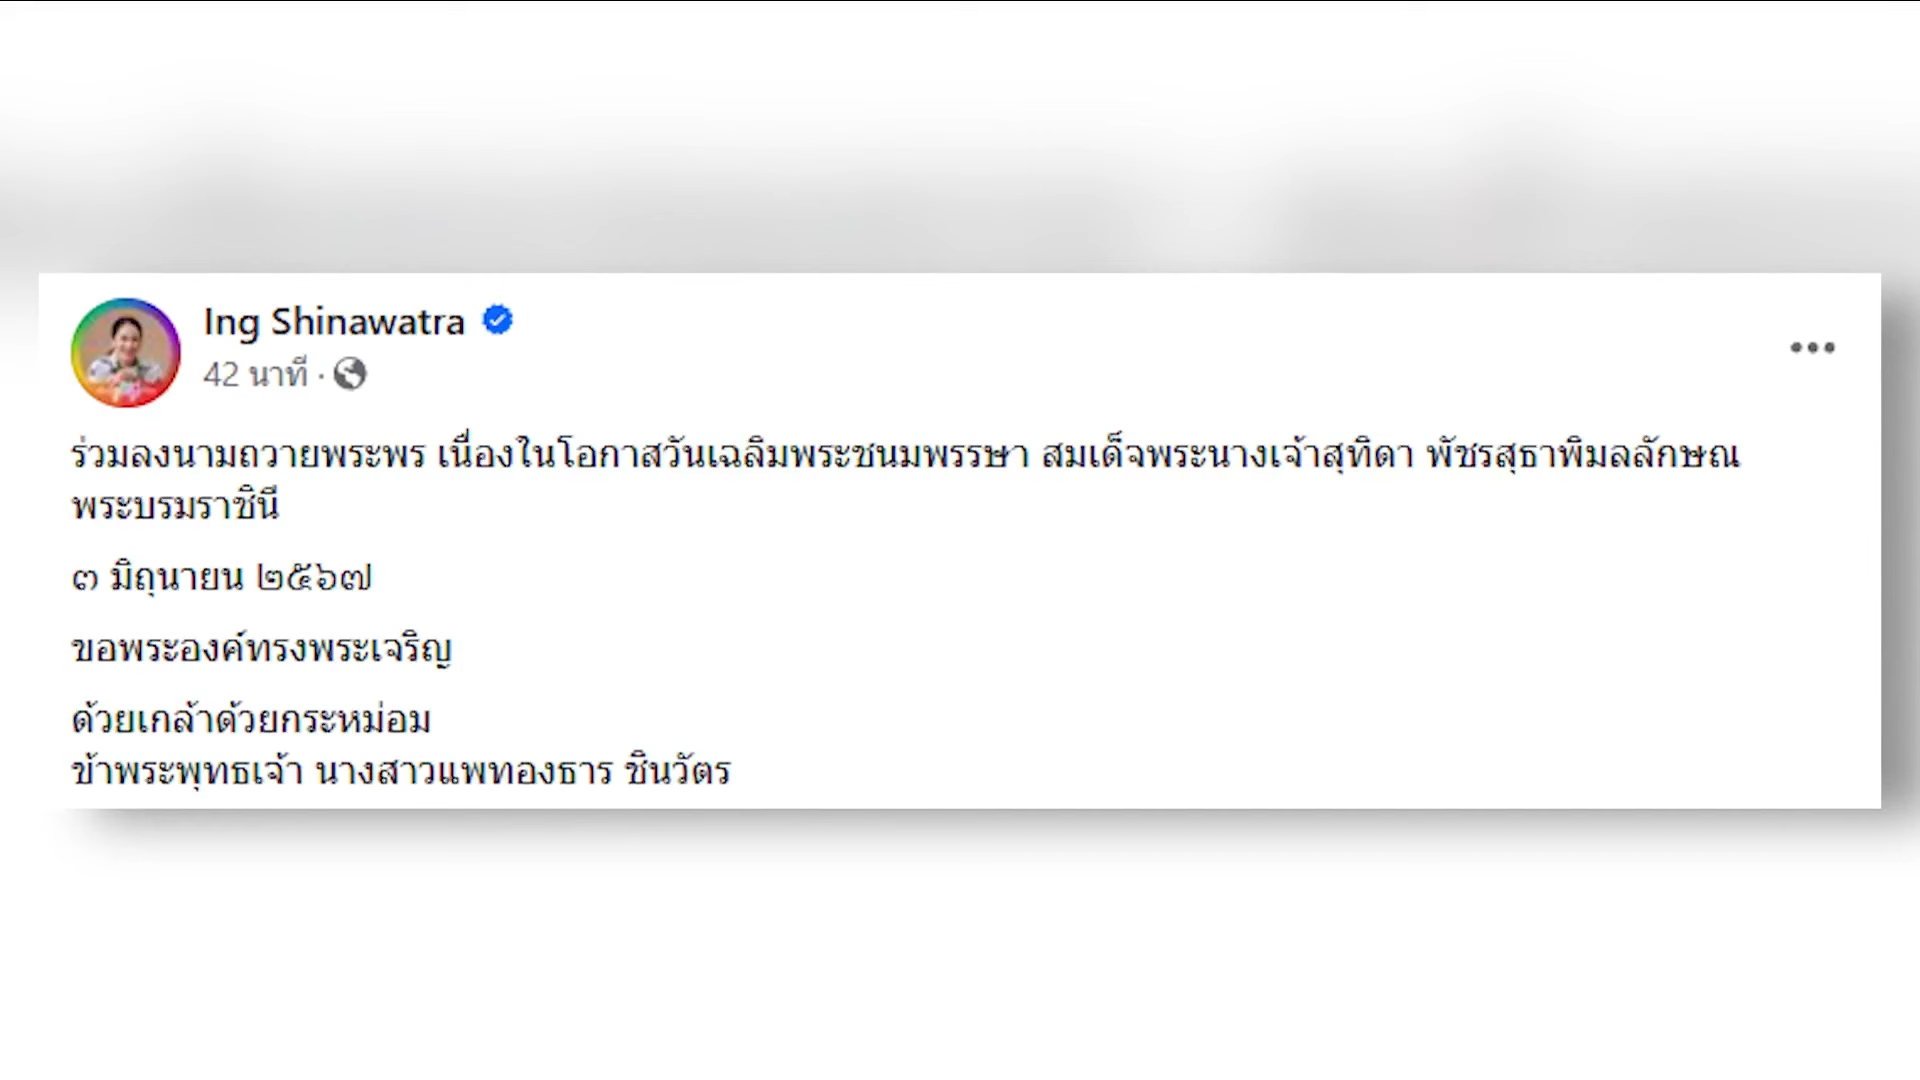 Ing Shinawatra
42 นาที ·
ร่วมลงนามถวายพระพร เนื่องในโอกาสวันเฉลิมพระชนมพรรษา สมเด็จพระนางเจ้าสุทิดา พัชรสุธาพิมลลักษณ
พระบรมราชินี
๓ มิถุนายน ๒๕๖๗
ขอพระองค์ทรงพระเจริญ
ด้วยเกล้าด้วยกระหม่อม
ข้าพระพุทธเจ้า นางสาวแพทองธาร ชินวัตร